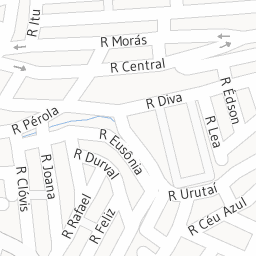 R Itu
R Morás
R Central
R Édson
R Diva
R Pérola
R Lea
R Eusônia
R Durval
R Joana
R Clóvis
R Urutaí
R Rafael
R Feliz
R Céu Azul